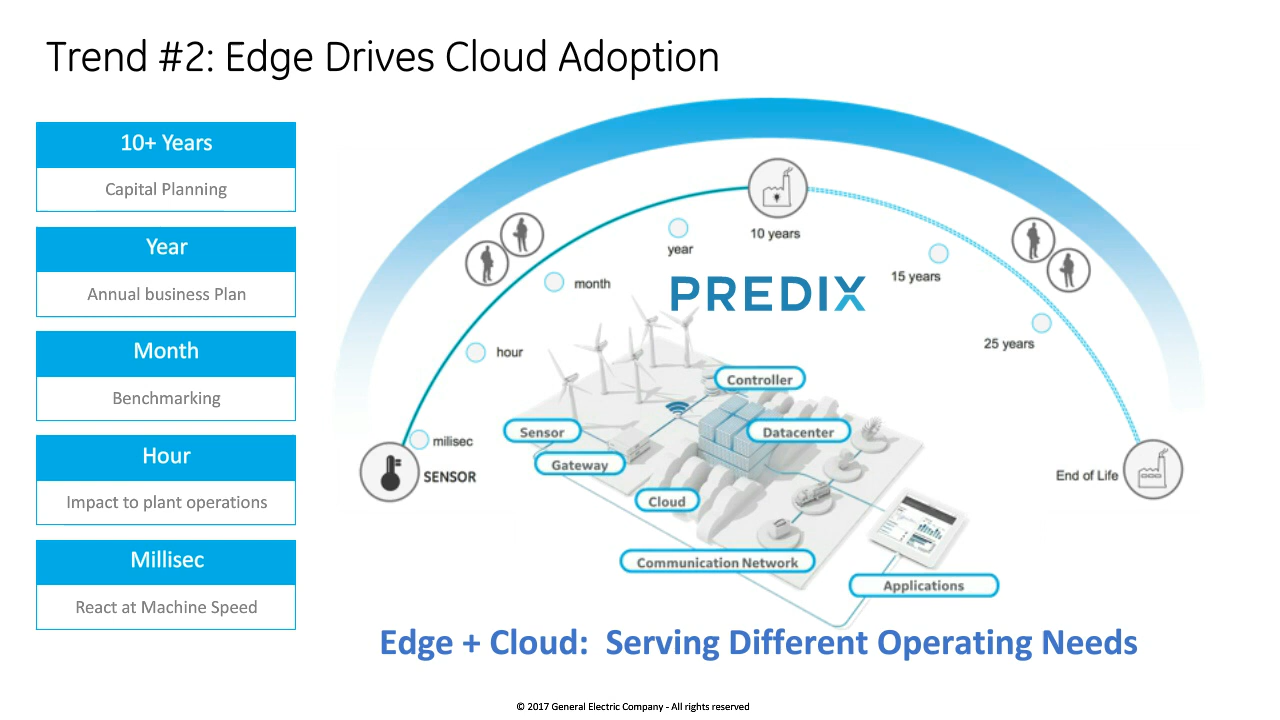 Trend #2: Edge Drives Cloud Adoption
10+ Years
Capital Planning
Year
Annual business Plan
Month
Benchmarking
Hour
Impact to plant operations
Millisec
React at Machine Speed
10 years
year
month
hour
milisec
SENSOR
15 years
25 years
End of Life
PREDIX
Controller
Sensor
Datacenter
Gateway
Cloud
Communication Network
Applications
Edge + Cloud: Serving Different Operating Needs
© 2017 General Electric Company - All rights reserved